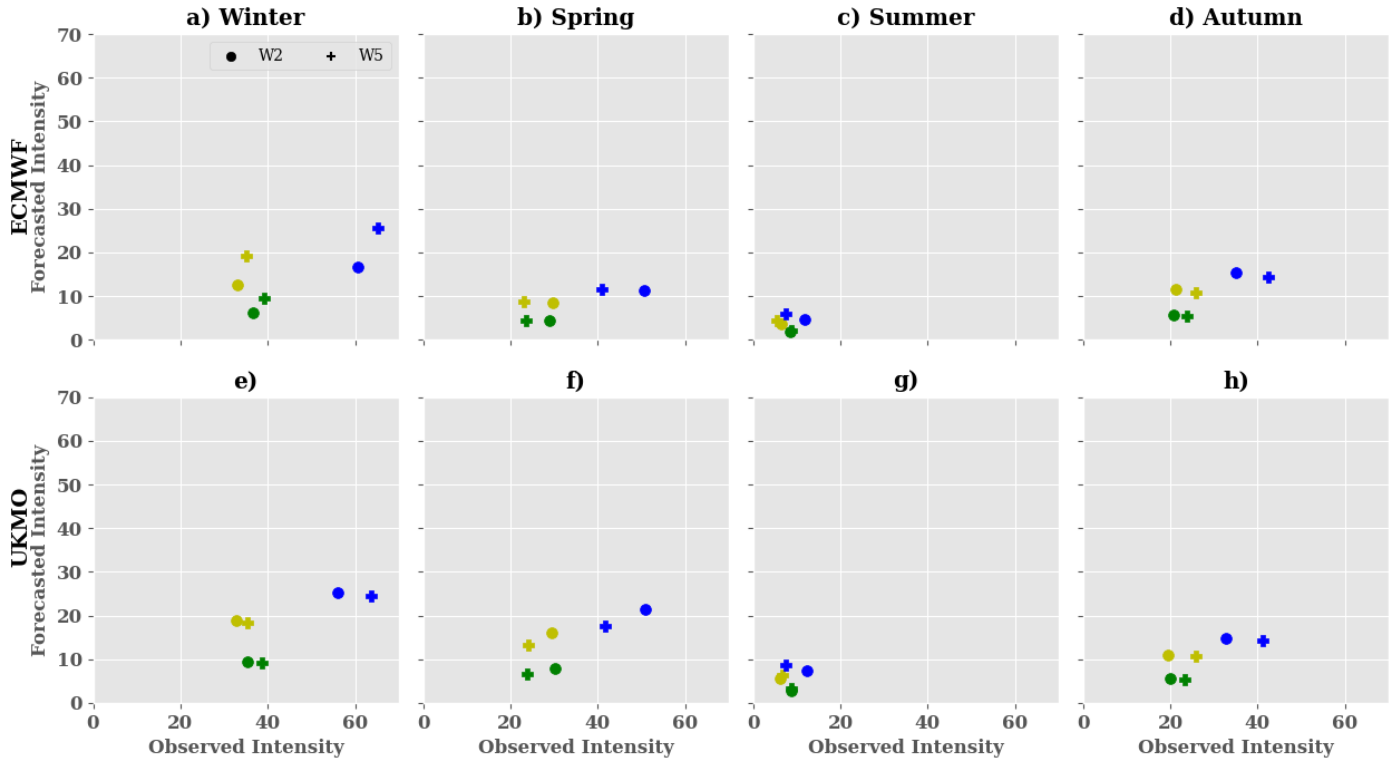 a) Winter
b) Spring
c) Summer
d) Autumn
W2
W5
ECMWF
Forecasted Intensity
70
60
50
40
30
20
10
0
e)
f)
g)
h)
UKMO
Forecasted Intensity
70
60
50
40
30
20
10
0
0 20 40 60
0 20 40 60
0 20 40 60
0 20 40 60
Observed Intensity
Observed Intensity
Observed Intensity
Observed Intensity